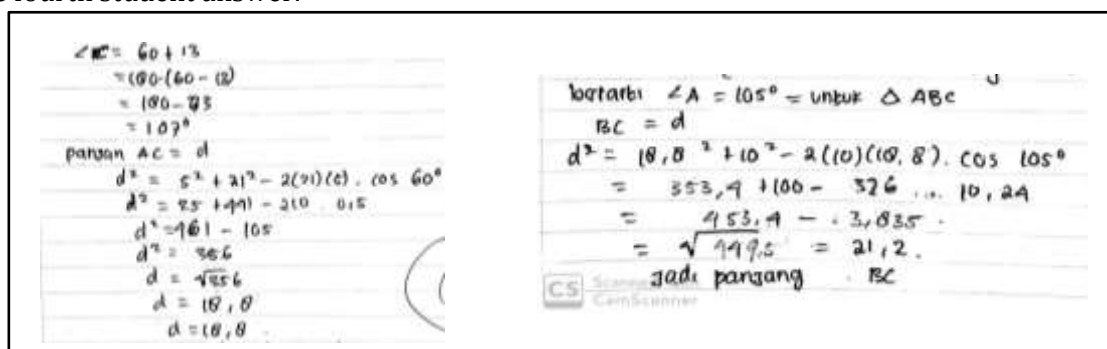 ∠C = 60 + 13
= 180-(60 - 13)
= 180 - 73
= 107°
panjan AC = d
d² = 5² + 21² - 2(21)(5). cos 60°
d² = 25 + 441 - 210 . 0,5
d² = 461 - 105
d² = 356
d = √356
d = 18,8
d = 18,8
∠A = 105° = untuk △ ABC
BC = d
d² = 18,8² + 10² - 2(10)(18,8). cos 105°
= 353,4 + 100 - 376 ... 10,24
= 453,4 - . 3,835 .
= √449,5 = 21,2.
Jadi panjang . BC
CS
CamScanner